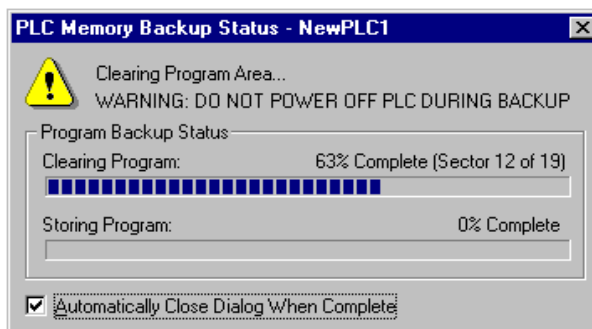 PLC Memory Backup Status - NewPLC1
Clearing Program Area...
WARNING: DO NOT POWER OFF PLC DURING BACKUP
Program Backup Status
Clearing Program: 63% Complete (Sector 12 of 19)
Storing Program: 0% Complete
Automatically Close Dialog When Complete